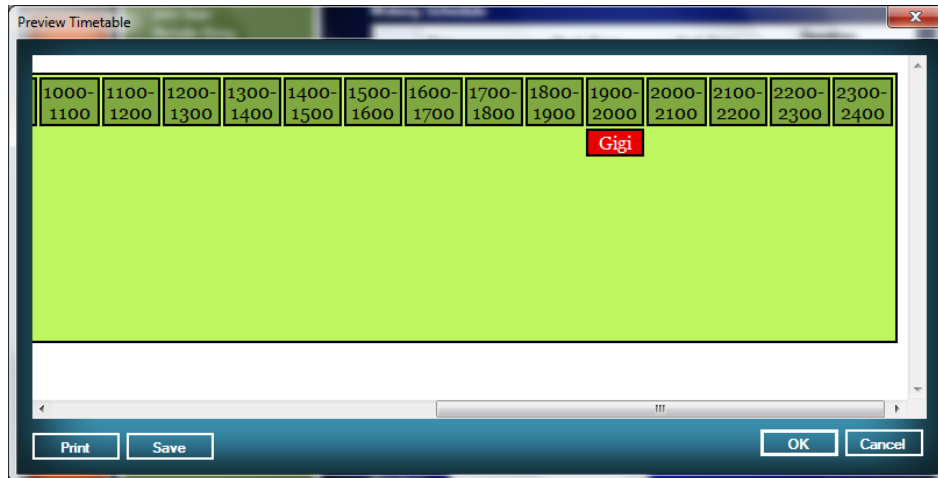 Preview Timetable
1000- 1100- 1200- 1300- 1400- 1500- 1600- 1700- 1800- 1900- 2000- 2100- 2200- 2300-
1100 1200 1300 1400 1500 1600 1700 1800 1900 2000 2100 2200 2300 2400
Gigi
Print Save OK Cancel